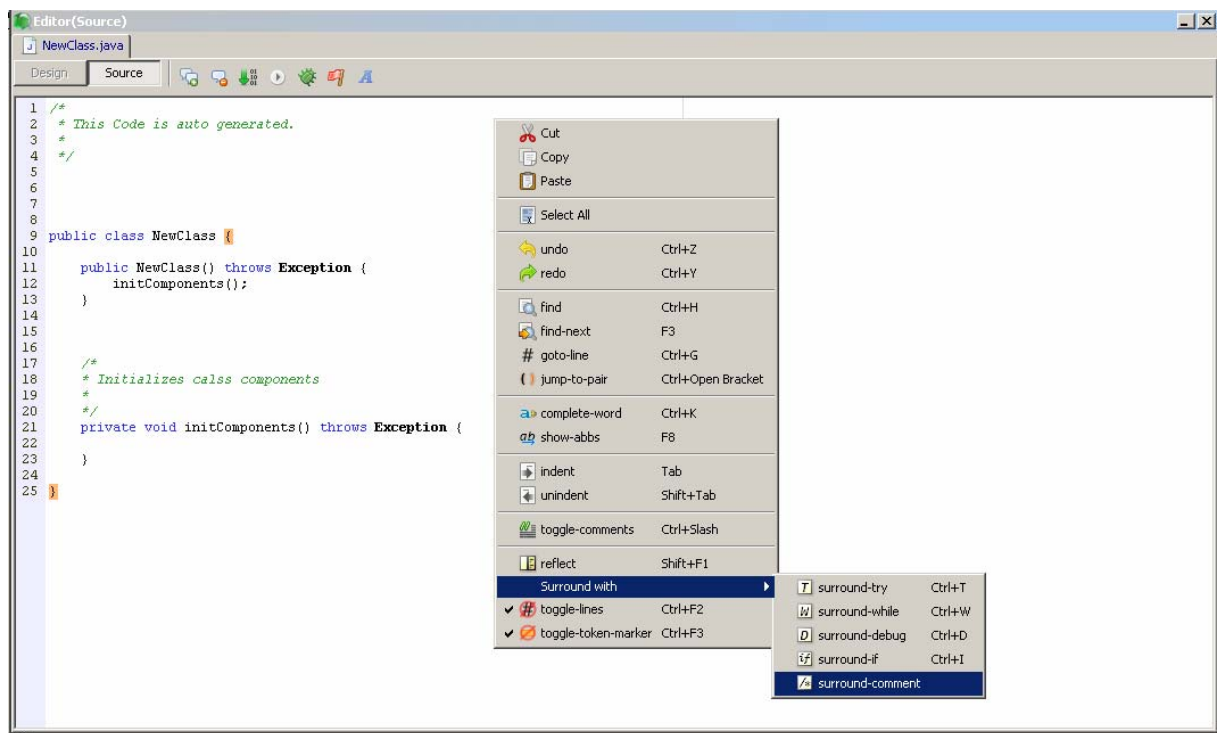 Editor(Source)
NewClass.java
Design Source
1 /*
2 * This Code is auto generated.
3 *
4 */
5
6
7
8
9 public class NewClass {
10
11 public NewClass() throws Exception {
12 initComponents();
13 }
14
15
16
17 /*
18 * Initializes calss components
19 *
20 */
21 private void initComponents() throws Exception {
22
23 }
24
25 }
Cut
Copy
Paste
Select All
undo Ctrl+Z
redo Ctrl+Y
find Ctrl+H
find-next F3
# goto-line Ctrl+G
jump-to-pair Ctrl+Open Bracket
complete-word Ctrl+K
show-abbs F8
indent Tab
unindent Shift+Tab
toggle-comments Ctrl+Slash
reflect Shift+F1
Surround with
toggle-lines Ctrl+F2
toggle-token-marker Ctrl+F3
T surround-try Ctrl+T
W surround-while Ctrl+W
D surround-debug Ctrl+D
if surround-if Ctrl+I
/* surround-comment